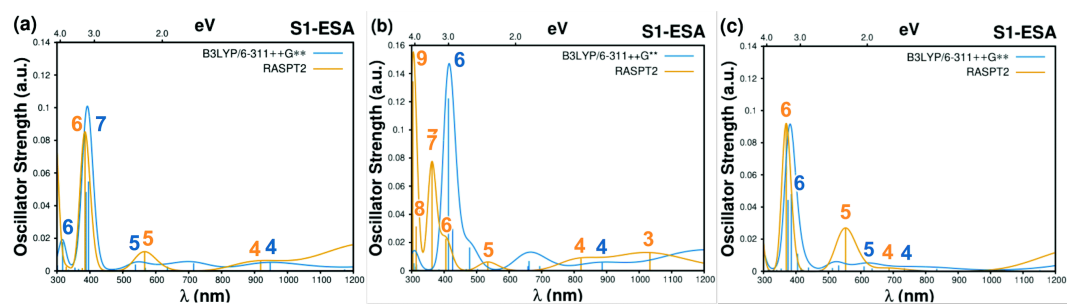 (a) eV S1-ESA
4.0 3.0 2.0
0.14
0.12
0.1
0.08
0.06
0.04
0.02
0
Oscillator Strength (a.u.)
B3LYP/6-311++G**
RASPT2
6 7
6 5 5 4 4
300 400 500 600 700 800 900 1000 1100 1200
λ (nm)
(b) eV S1-ESA
4.0 3.0 2.0
0.16
0.14
0.12
0.1
0.08
0.06
0.04
0.02
0
Oscillator Strength (a.u.)
B3LYP/6-311++G**
RASPT2
9 6
7
8 6 5 4 4 3
300 400 500 600 700 800 900 1000 1100 1200
λ (nm)
(c) eV S1-ESA
4.0 3.0 2.0
0.14
0.12
0.1
0.08
0.06
0.04
0.02
0
Oscillator Strength (a.u.)
B3LYP/6-311++G**
RASPT2
6
6
5
5 4 4
300 400 500 600 700 800 900 1000 1100 1200
λ (nm)